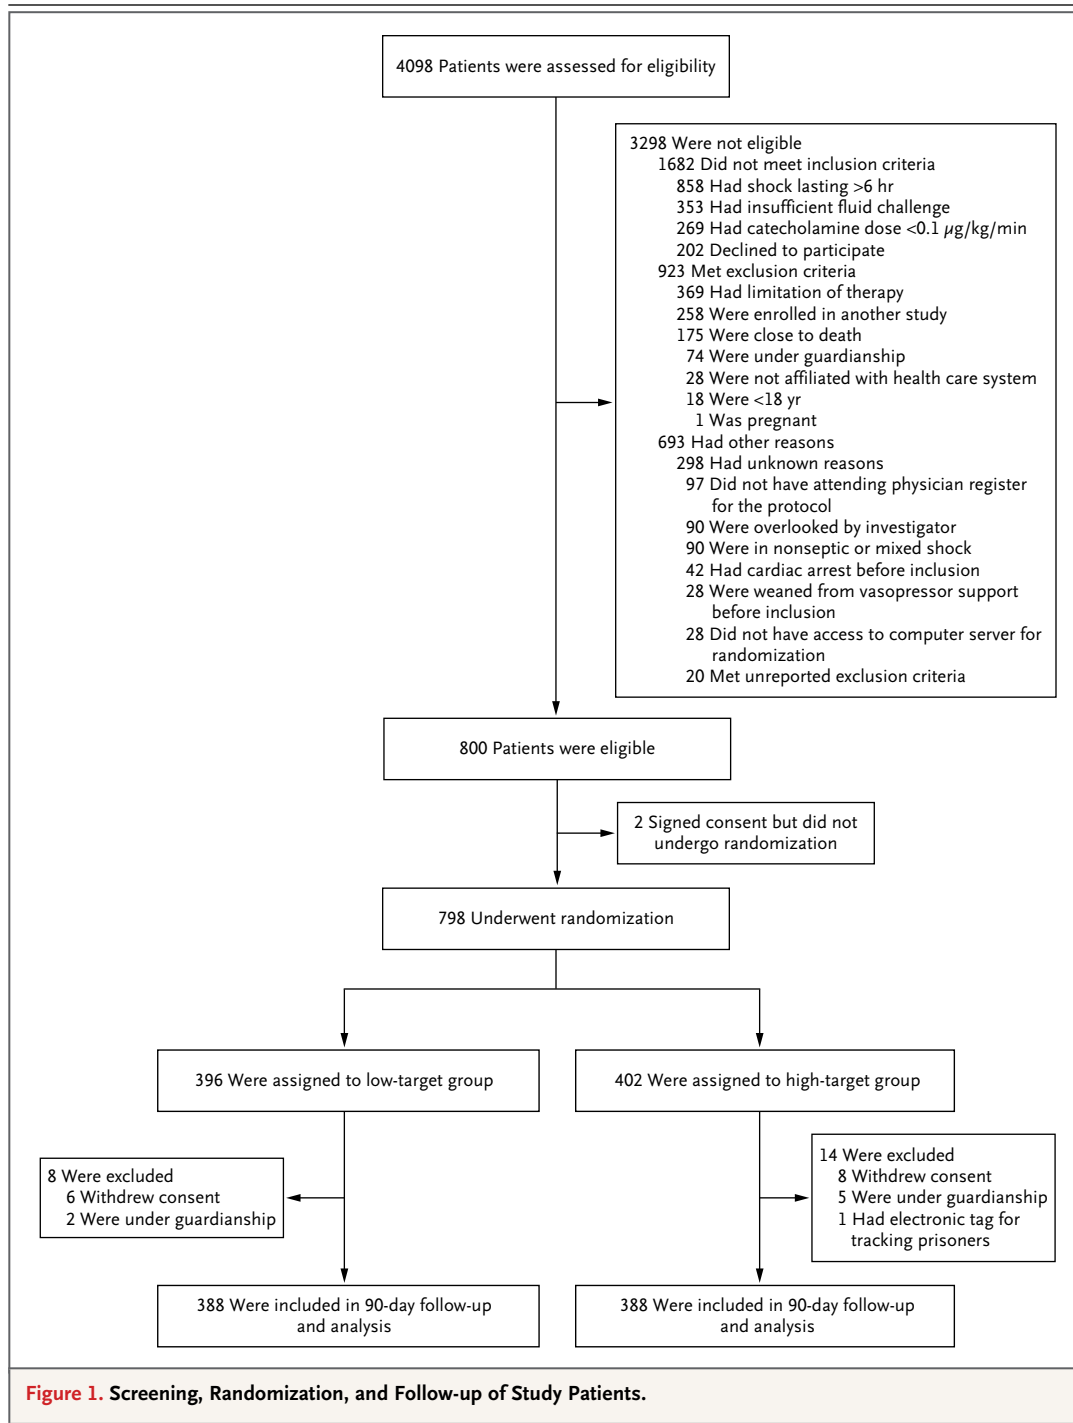 4098 Patients were assessed for eligibility
3298 Were not eligible
1682 Did not meet inclusion criteria
858 Had shock lasting >6 hr
353 Had insufficient fluid challenge
269 Had catecholamine dose <0.1 μg/kg/min
202 Declined to participate
923 Met exclusion criteria
369 Had limitation of therapy
258 Were enrolled in another study
175 Were close to death
74 Were under guardianship
28 Were not affiliated with health care system
18 Were <18 yr
1 Was pregnant
693 Had other reasons
298 Had unknown reasons
97 Did not have attending physician register
for the protocol
90 Were overlooked by investigator
90 Were in nonseptic or mixed shock
42 Had cardiac arrest before inclusion
28 Were weaned from vasopressor support
before inclusion
28 Did not have access to computer server for
randomization
20 Met unreported exclusion criteria
800 Patients were eligible
2 Signed consent but did not
undergo randomization
798 Underwent randomization
396 Were assigned to low-target group
402 Were assigned to high-target group
8 Were excluded
6 Withdrew consent
2 Were under guardianship
14 Were excluded
8 Withdrew consent
5 Were under guardianship
1 Had electronic tag for
tracking prisoners
388 Were included in 90-day follow-up
and analysis
388 Were included in 90-day follow-up
and analysis
Figure 1. Screening, Randomization, and Follow-up of Study Patients.